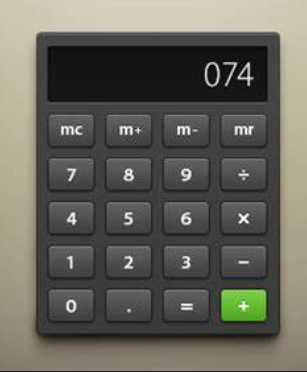 074
mc m+ m- mr
7 8 9 ÷
4 5 6 ×
1 2 3 −
0 . = +